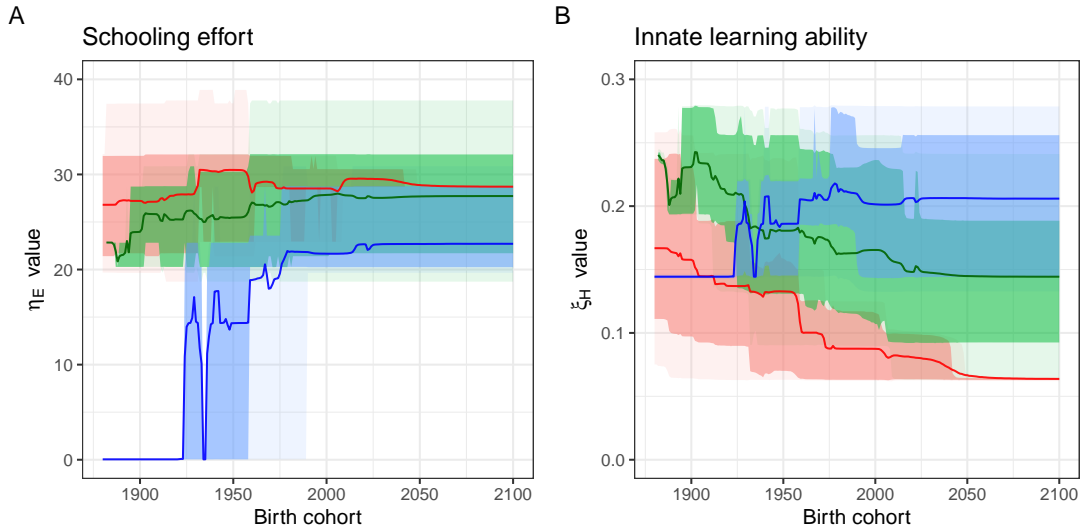 A
Schooling effort
40
30
20
10
0
ηE value
1900
1950
2000
2050
2100
Birth cohort
B
Innate learning ability
0.3
0.2
0.1
0.0
ξH value
1900
1950
2000
2050
2100
Birth cohort